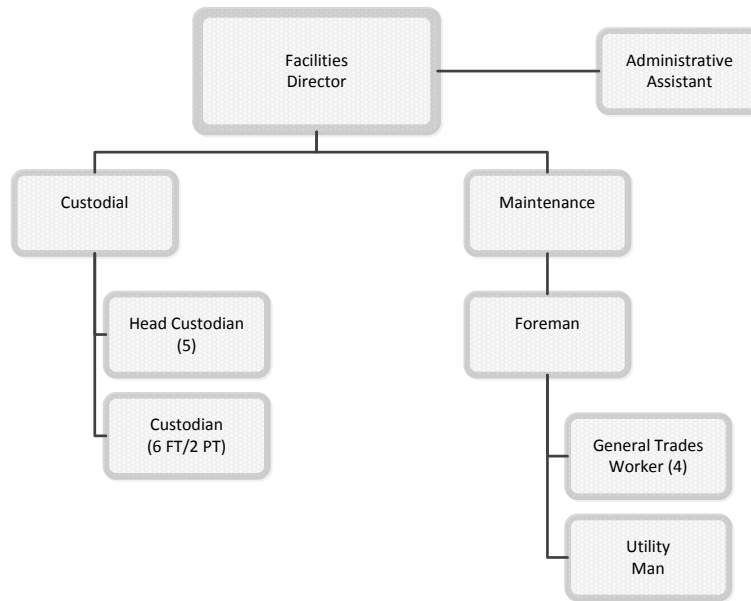 Facilities
Director
Administrative
Assistant
Custodial
Maintenance
Head Custodian
(5)
Foreman
Custodian
(6 FT/2 PT)
General Trades
Worker (4)
Utility
Man